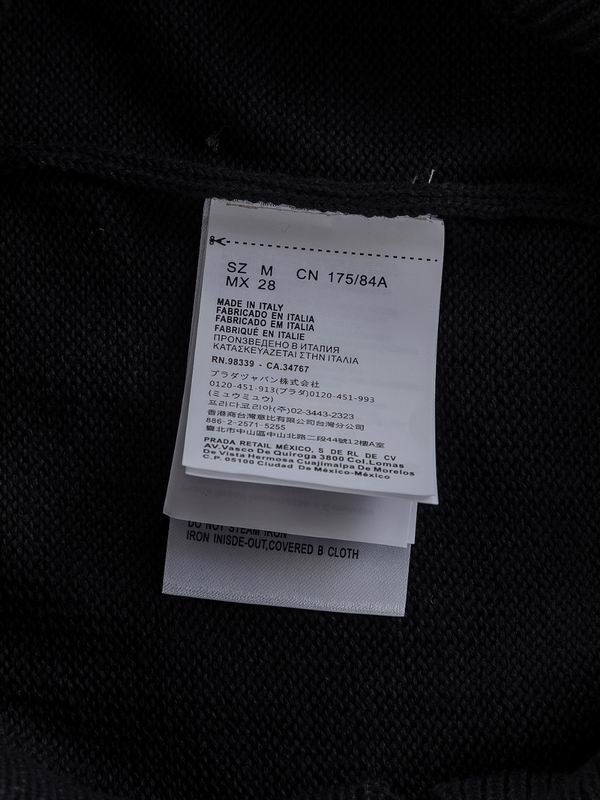 SZ M CN 175/84A
MX 28
MADE IN ITALY
FABRICADO EN ITALIA
FABRICADO EM ITALIA
FABRIQUÉ EN ITALIE
ПРОИЗВЕДЕНО В ИТАЛИЯ
ΚΑΤΑΣΚΕΥΑΖΕΤΑΙ ΣΤΗΝ ΙΤΑΛΙΑ
RN.98339 - CA.34767
プラダヅャパン株式会社
0120-451-913(プラダ)0120-451-993
(ミュウミュウ)
프라다코리아(주)02-3443-2323
香港商台灣意比有限公司台灣分公司
886-2-2571-5255
臺北市中山區中山北路二段44號12樓A室
PRADA RETAIL MÉXICO, S DE RL DE CV
AV.Vasco De Quiroga 3800 Col.Lomas
De Vista Hermosa Cuajimalpa De Morelos
C.P. 05100 Ciudad De México-México
DO NOT STEAM IRON
IRON INISDE-OUT,COVERED B CLOTH